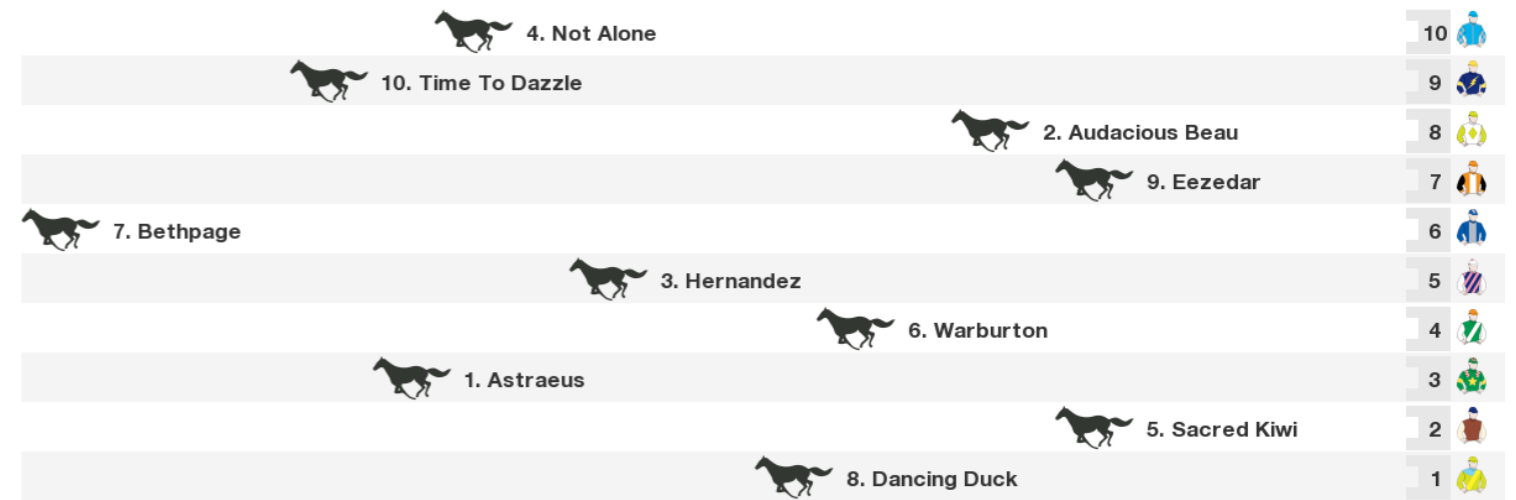 4. Not Alone 10
10. Time To Dazzle 9
2. Audacious Beau 8
9. Eezedar 7
7. Bethpage 6
3. Hernandez 5
6. Warburton 4
1. Astraeus 3
5. Sacred Kiwi 2
8. Dancing Duck 1